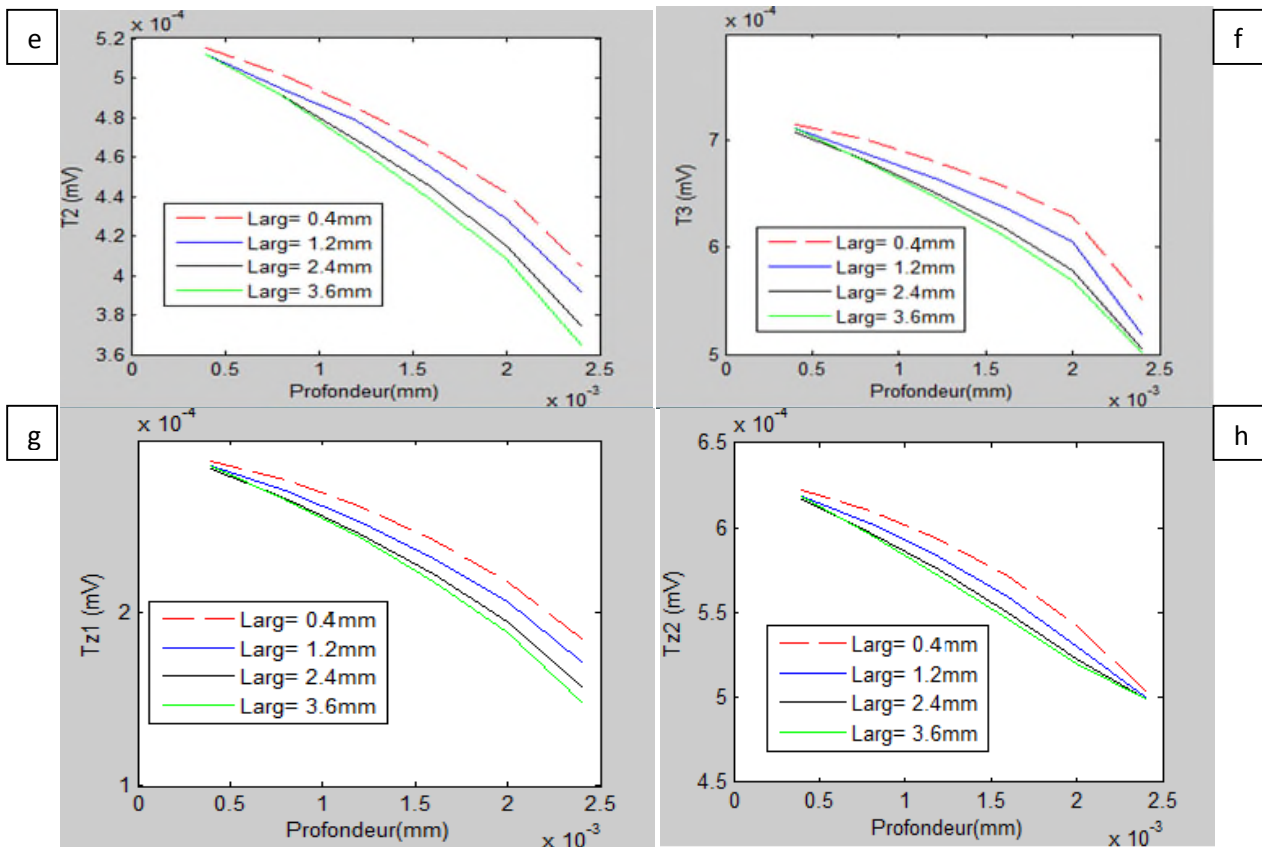 e
x 10-4
5.2
5
4.8
4.6
4.4
4.2
4
3.8
3.6
T2 (mV)
Larg= 0.4mm
Larg= 1.2mm
Larg= 2.4mm
Larg= 3.6mm
0 0.5 1 1.5 2 2.5
Profondeur(mm)
x 10-3
f
x 10-4
7
6
5
T3 (mV)
Larg= 0.4mm
Larg= 1.2mm
Larg= 2.4mm
Larg= 3.6mm
0 0.5 1 1.5 2 2.5
Profondeur(mm)
x 10-3
g
x 10-4
2
1
Tz1 (mV)
Larg= 0.4mm
Larg= 1.2mm
Larg= 2.4mm
Larg= 3.6mm
0 0.5 1 1.5 2 2.5
Profondeur(mm)
x 10-3
h
x 10-4
6.5
6
5.5
5
4.5
Tz2 (mV)
Larg= 0.4mm
Larg= 1.2mm
Larg= 2.4mm
Larg= 3.6mm
0 0.5 1 1.5 2 2.5
Profondeur(mm)
x 10-3